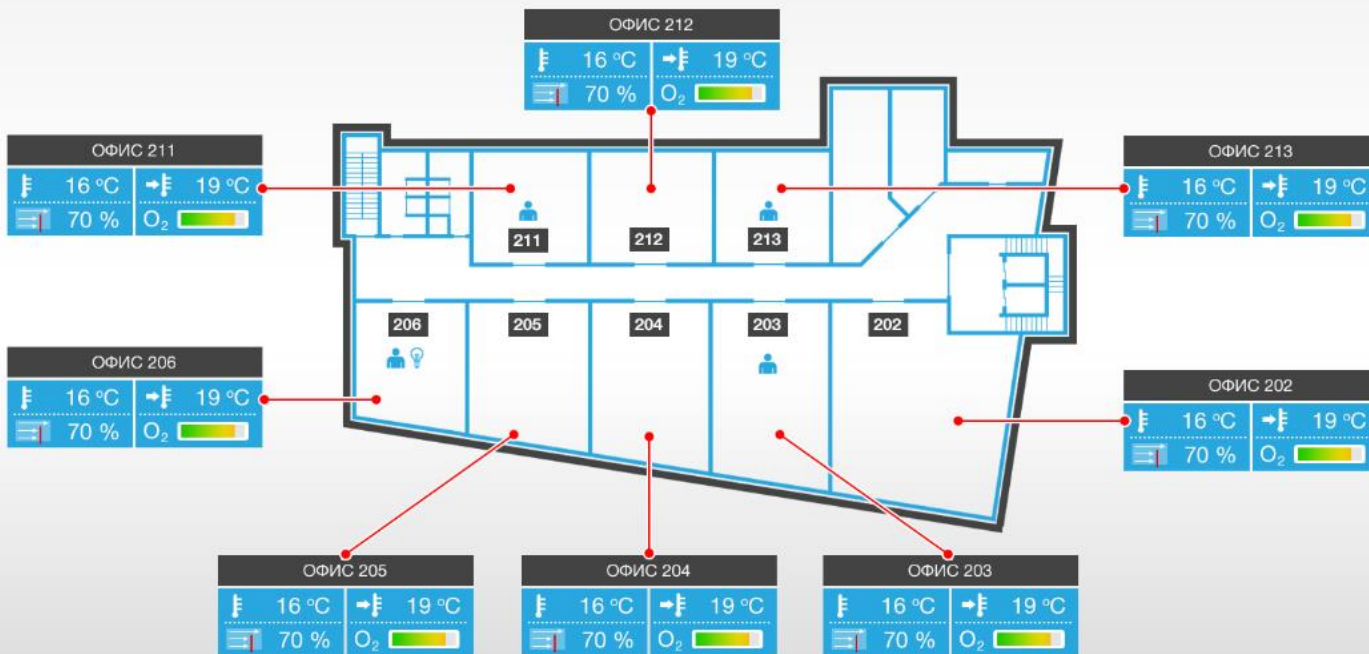 ОФИС 212
16 °C 19 °C
70 % O₂
ОФИС 211
16 °C 19 °C
70 % O₂
ОФИС 213
16 °C 19 °C
70 % O₂
211 212 213
206 205 204 203 202
ОФИС 206
16 °C 19 °C
70 % O₂
ОФИС 202
16 °C 19 °C
70 % O₂
ОФИС 205
16 °C 19 °C
70 % O₂
ОФИС 204
16 °C 19 °C
70 % O₂
ОФИС 203
16 °C 19 °C
70 % O₂